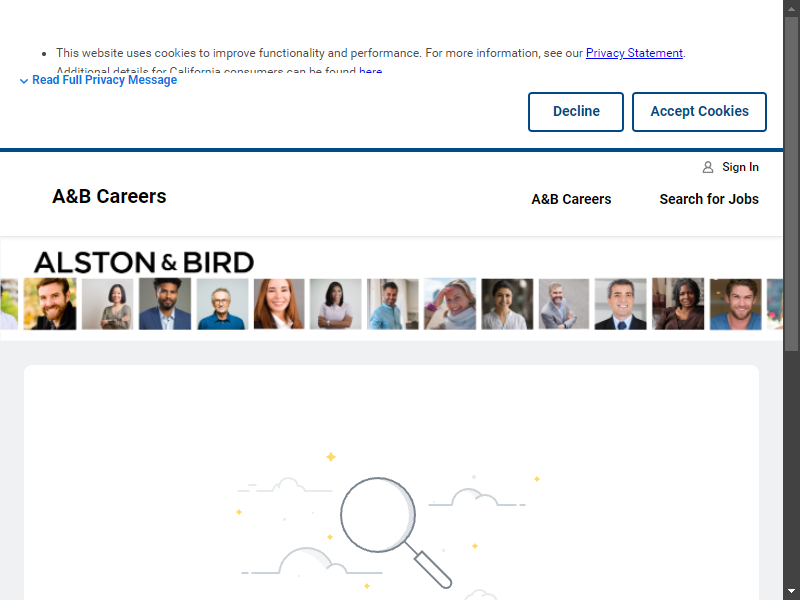 This website uses cookies to improve functionality and performance. For more information, see our Privacy Statement.
Additional details for California consumers can be found here
Read Full Privacy Message
Decline
Accept Cookies
Sign In
A&B Careers
A&B Careers
Search for Jobs
ALSTON & BIRD